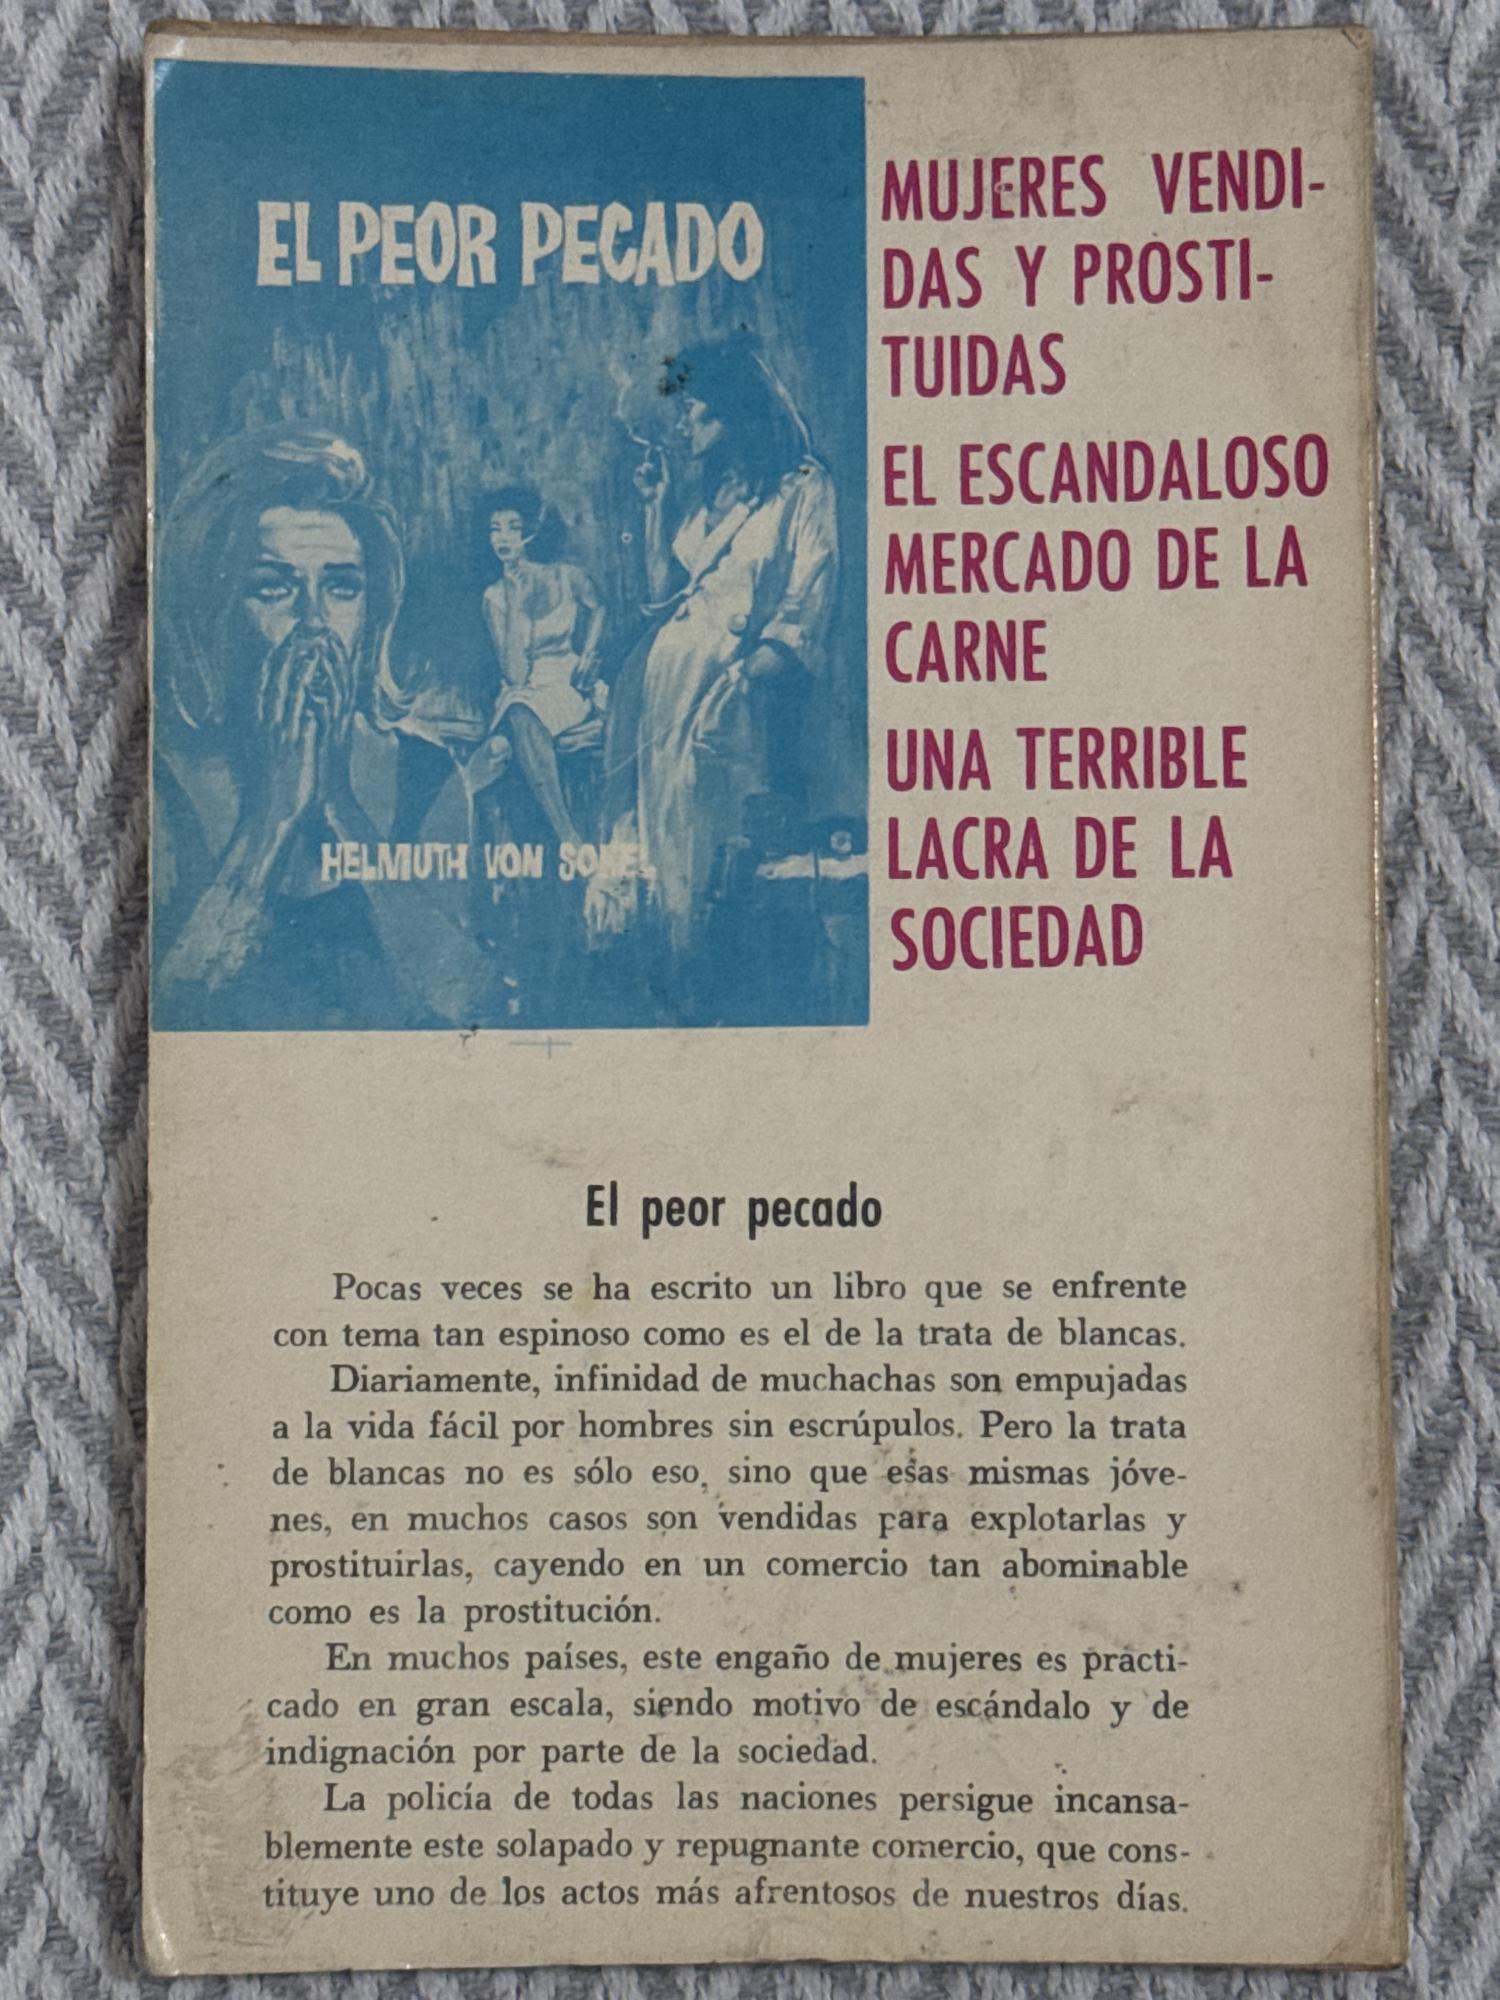 EL PEOR PECADO
HELMUTH VON
MUJERES VENDI-
DAS Y PROSTI-
TUIDAS
EL ESCANDALOSO
MERCADO DE LA
CARNE
UNA TERRIBLE
LACRA DE LA
SOCIEDAD
El peor pecado
Pocas veces se ha escrito un libro que se enfrente
con tema tan espinoso como es el de la trata de blancas.
Diariamente, infinidad de muchachas son empujadas
a la vida fácil por hombres sin escrúpulos. Pero la trata
de blancas no es sólo eso, sino que esas mismas jóve-
nes, en muchos casos son vendidas para explotarlas y
prostituirlas, cayendo en un comercio tan abominable
como es la prostitución.
En muchos países, este engaño de mujeres es practi-
cado en gran escala, siendo motivo de escándalo y de
indignación por parte de la sociedad.
La policía de todas las naciones persigue incansa-
blemente este solapado y repugnante comercio, que cons-
tituye uno de los actos más afrentosos de nuestros días.